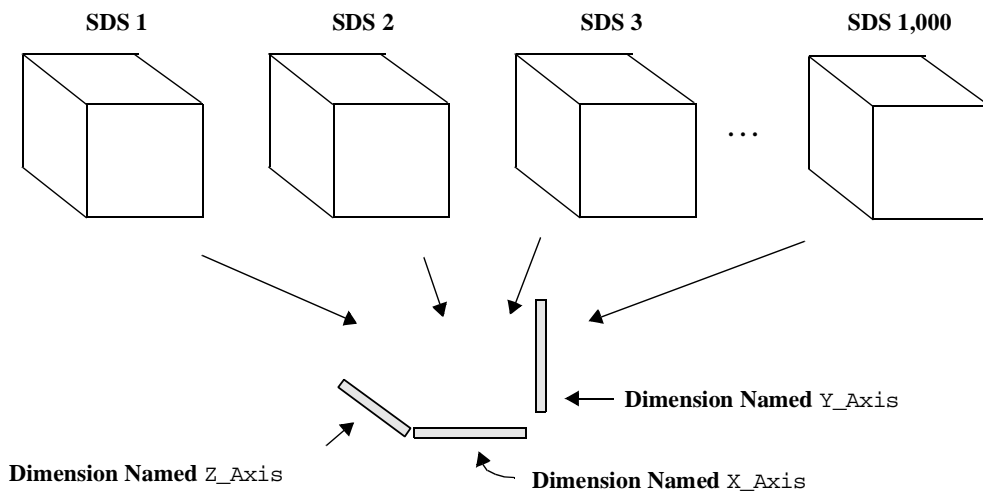 SDS 1
SDS 2
SDS 3
SDS 1,000
...
Dimension Named Y_Axis
Dimension Named Z_Axis
Dimension Named X_Axis